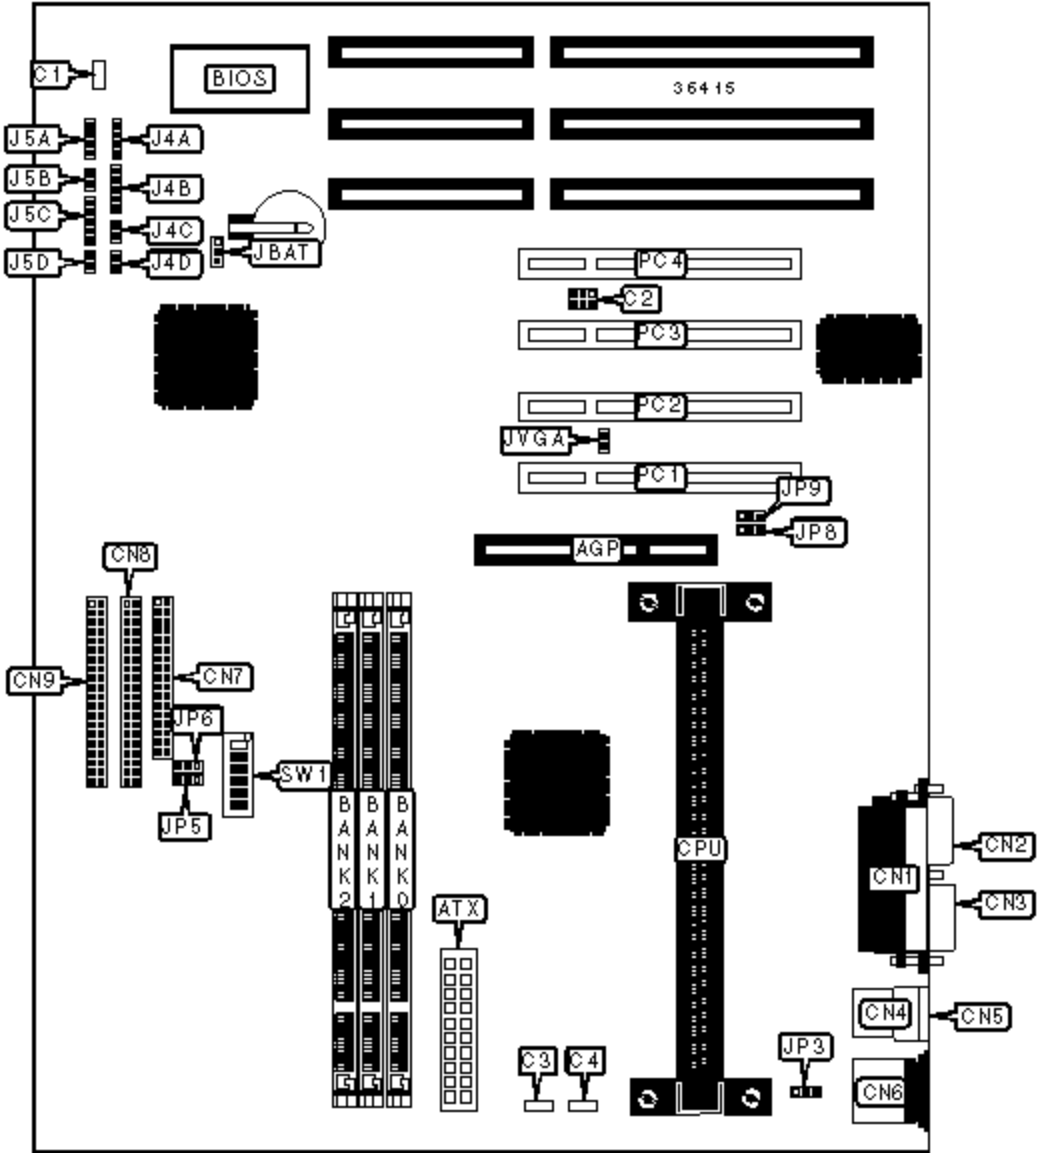 C1
BIOS
36415
J5A
J4A
J5B
J4B
J5C
J4C
J5D
J4D
JBAT
PC4
C2
PC3
PC2
JVGA
PC1
JP9
JP8
AGP
CN8
CN9
CN7
JP6
SW1
JP5
BANK2
BANK1
BANK0
CPU
CN2
CN1
CN3
ATX
CN4
CN5
C3
C4
JP3
CN6